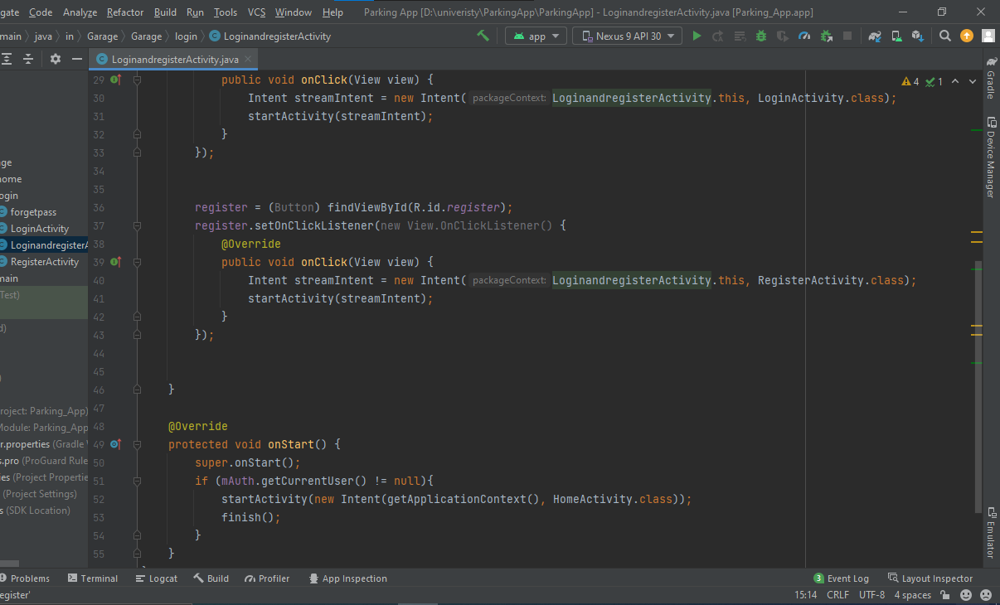 gate Code Analyze Refactor Build Run Tools VCS Window Help Parking App [D:\univeristy\ParkingApp\ParkingApp] - LoginandregisterActivity.java [Parking_App.app]
main java in Garage Garage login LoginandregisterActivity app Nexus 9 API 30
LoginandregisterActivity.java
29 public void onClick(View view) {
30 Intent streamIntent = new Intent( packageContext: LoginandregisterActivity.this, LoginActivity.class);
31 startActivity(streamIntent);
32 }
33 });
34
35
36 register = (Button) findViewById(R.id.register);
37 register.setOnClickListener(new View.OnClickListener() {
38 @Override
39 public void onClick(View view) {
40 Intent streamIntent = new Intent( packageContext: LoginandregisterActivity.this, RegisterActivity.class);
41 startActivity(streamIntent);
42 }
43 });
44
45
46 }
47
48 @Override
49 protected void onStart() {
50 super.onStart();
51 if (mAuth.getCurrentUser() != null){
52 startActivity(new Intent(getApplicationContext(), HomeActivity.class));
53 finish();
54 }
55 }
4 1
ge
home
ogin
forgetpass
LoginActivity
LoginandregisterA
RegisterActivity
main
Test)
d)
)
roject: Parking_App)
Module: Parking_App
r.properties (Gradle
s.pro (ProGuard Rule
ies (Project Propertie
(Project Settings)
s (SDK Location)
Gradle
Device Manager
Emulator
Problems Terminal Logcat Build Profiler App Inspection 3 Event Log Layout Inspector
egister' 15:14 CRLF UTF-8 4 spaces